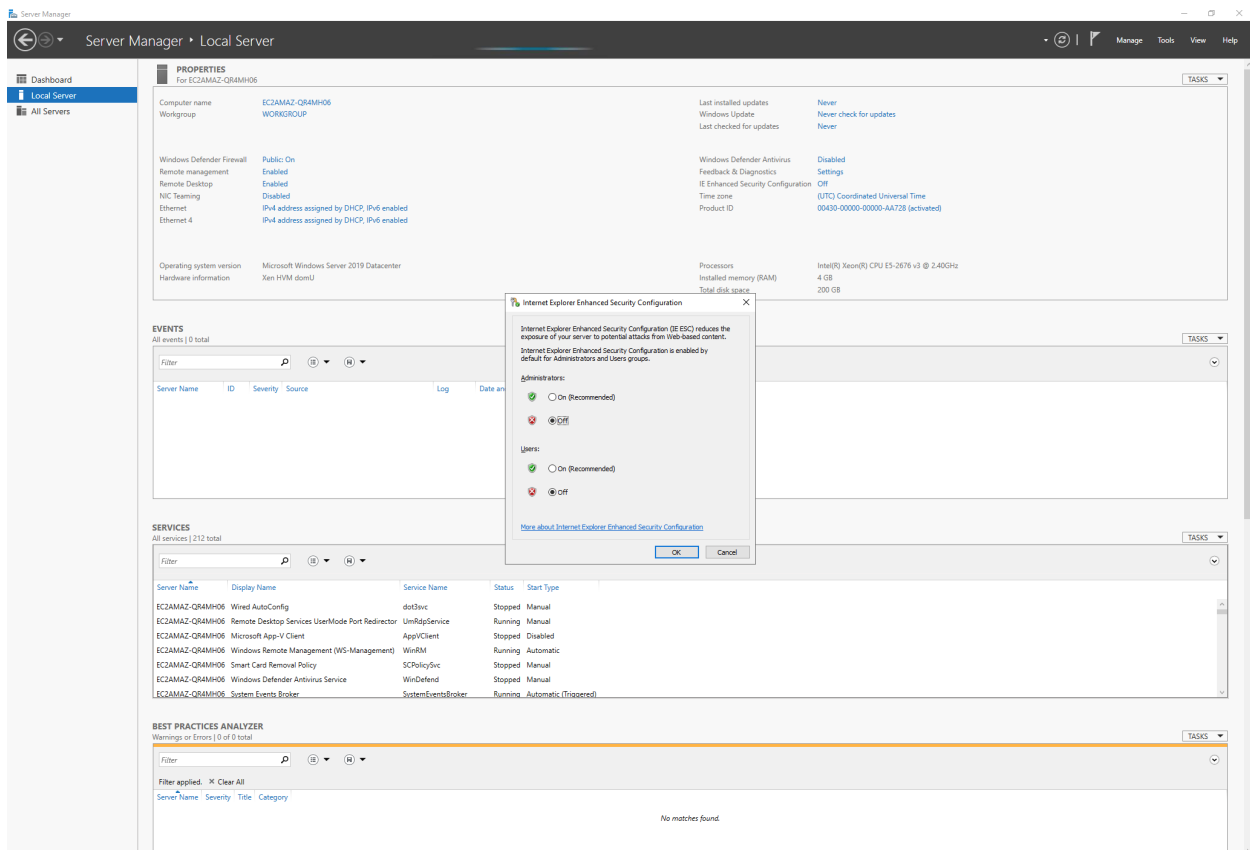 Server Manager
Server Manager • Local Server
Manage Tools View Help
Dashboard
Local Server
All Servers
PROPERTIES
For EC2AMAZ-QR4MH06
TASKS
Computer name EC2AMAZ-QR4MH06
Workgroup WORKGROUP
Last installed updates Never
Windows Update Never check for updates
Last checked for updates Never
Windows Defender Firewall Public: On
Remote management Enabled
Remote Desktop Enabled
NIC Teaming Disabled
Ethernet IPv4 address assigned by DHCP, IPv6 enabled
Ethernet 4 IPv4 address assigned by DHCP, IPv6 enabled
Windows Defender Antivirus Disabled
Feedback & Diagnostics Settings
IE Enhanced Security Configuration Off
Time zone (UTC) Coordinated Universal Time
Product ID 00430-00000-00000-AA728 (activated)
Operating system version Microsoft Windows Server 2019 Datacenter
Hardware information Xen HVM domU
Processors Intel(R) Xeon(R) CPU E5-2676 v3 @ 2.40GHz
Installed memory (RAM) 4 GB
Total disk space 200 GB
Internet Explorer Enhanced Security Configuration
Internet Explorer Enhanced Security Configuration (IE ESC) reduces the
exposure of your server to potential attacks from Web-based content.
Internet Explorer Enhanced Security Configuration is enabled by
default for Administrators and Users groups.
Administrators:
On (Recommended)
Off
Users:
On (Recommended)
Off
More about Internet Explorer Enhanced Security Configuration
OK Cancel
EVENTS
All events | 0 total
TASKS
Filter
Server Name ID Severity Source Log Date an
SERVICES
All services | 212 total
TASKS
Filter
Server Name Display Name Service Name Status Start Type
EC2AMAZ-QR4MH06 Wired AutoConfig dot3svc Stopped Manual
EC2AMAZ-QR4MH06 Remote Desktop Services UserMode Port Redirector UmRdpService Running Manual
EC2AMAZ-QR4MH06 Microsoft App-V Client AppVClient Stopped Disabled
EC2AMAZ-QR4MH06 Windows Remote Management (WS-Management) WinRM Running Automatic
EC2AMAZ-QR4MH06 Smart Card Removal Policy SCPolicySvc Stopped Manual
EC2AMAZ-QR4MH06 Windows Defender Antivirus Service WinDefend Stopped Manual
EC2AMAZ-QR4MH06 System Events Broker SystemEventsBroker Running Automatic (Triggered)
BEST PRACTICES ANALYZER
Warnings or Errors | 0 of 0 total
TASKS
Filter
Filter applied. Clear All
Server Name Severity Title Category
No matches found.